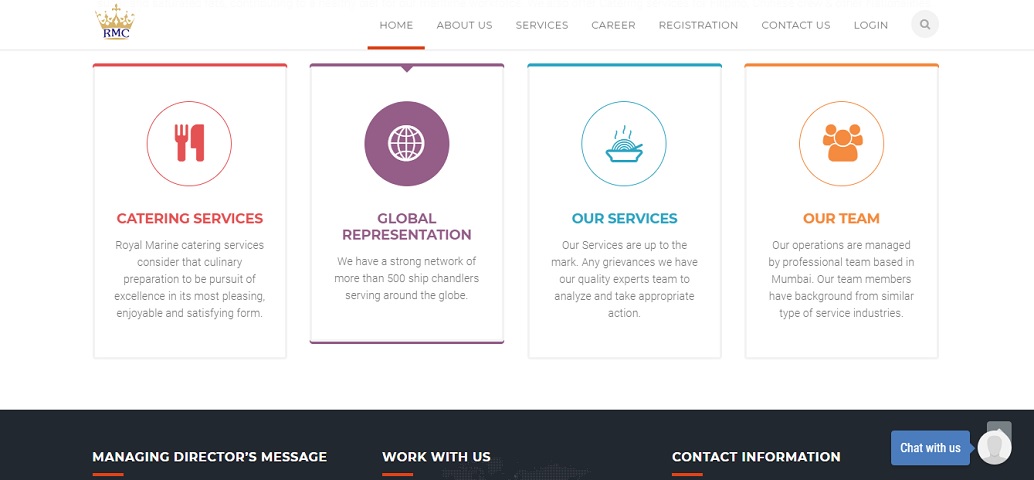 RMC
HOME ABOUT US SERVICES CAREER REGISTRATION CONTACT US LOGIN
CATERING SERVICES
Royal Marine catering services
consider that culinary
preparation to be pursuit of
excellence in its most pleasing,
enjoyable and satisfying form.
GLOBAL
REPRESENTATION
We have a strong network of
more than 500 ship chandlers
serving around the globe.
OUR SERVICES
Our Services are up to the
mark. Any grievances we have
our quality experts team to
analyze and take appropriate
action.
OUR TEAM
Our operations are managed
by professional team based in
Mumbai. Our team members
have background from similar
type of service industries.
Chat with us
MANAGING DIRECTOR'S MESSAGE
WORK WITH US
CONTACT INFORMATION